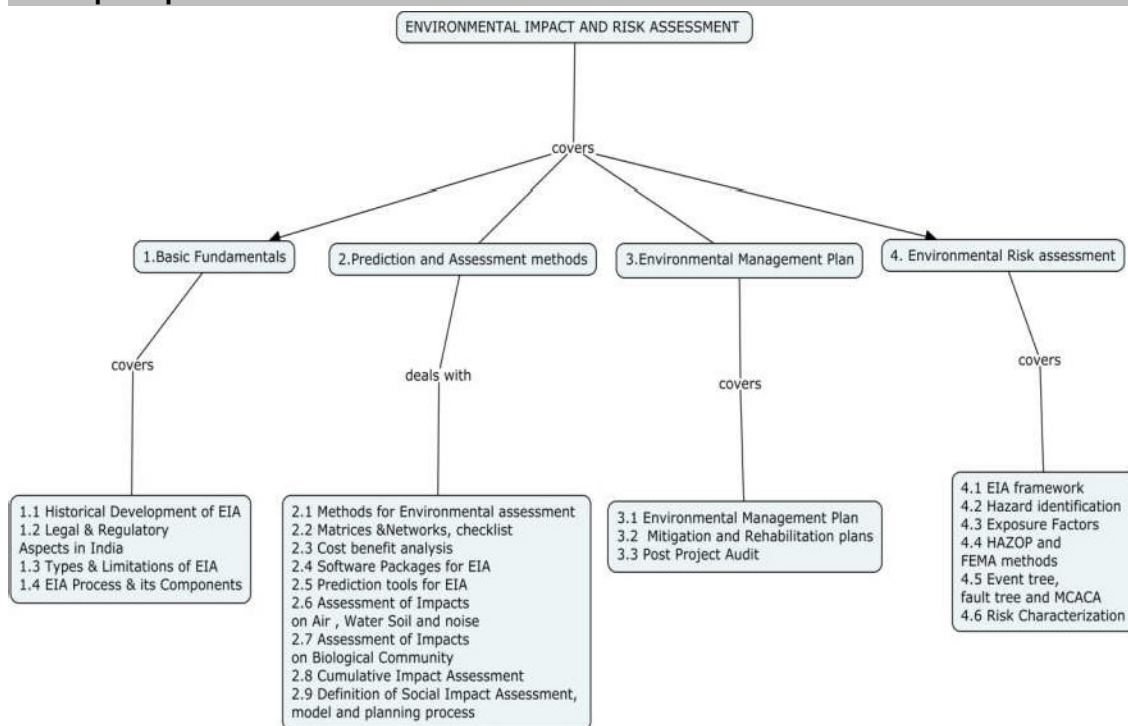 ENVIRONMENTAL IMPACT AND RISK ASSESSMENT
covers
1.Basic Fundamentals
2.Prediction and Assessment methods
3.Environmental Management Plan
4. Environmental Risk assessment
covers
deals with
covers
covers
1.1 Historical Development of EIA
1.2 Legal & Regulatory
Aspects in India
1.3 Types & Limitations of EIA
1.4 EIA Process & its Components
2.1 Methods for Environmental assessment
2.2 Matrices &Networks, checklist
2.3 Cost benefit analysis
2.4 Software Packages for EIA
2.5 Prediction tools for EIA
2.6 Assessment of Impacts
on Air , Water Soil and noise
2.7 Assessment of Impacts
on Biological Community
2.8 Cumulative Impact Assessment
2.9 Definition of Social Impact Assessment,
model and planning process
3.1 Environmental Management Plan
3.2 Mitigation and Rehabilitation plans
3.3 Post Project Audit
4.1 EIA framework
4.2 Hazard identification
4.3 Exposure Factors
4.4 HAZOP and
FEMA methods
4.5 Event tree,
fault tree and MCACA
4.6 Risk Characterization